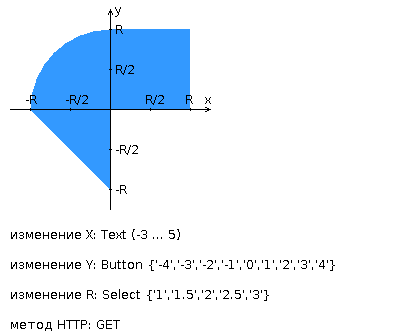 y
R
R/2
-R -R/2 R/2 R x
-R/2
-R
изменение X: Text (-3 ... 5)
изменение Y: Button {'-4','-3','-2','-1','0','1','2','3','4'}
изменение R: Select {'1','1.5','2','2.5','3'}
метод HTTP: GET